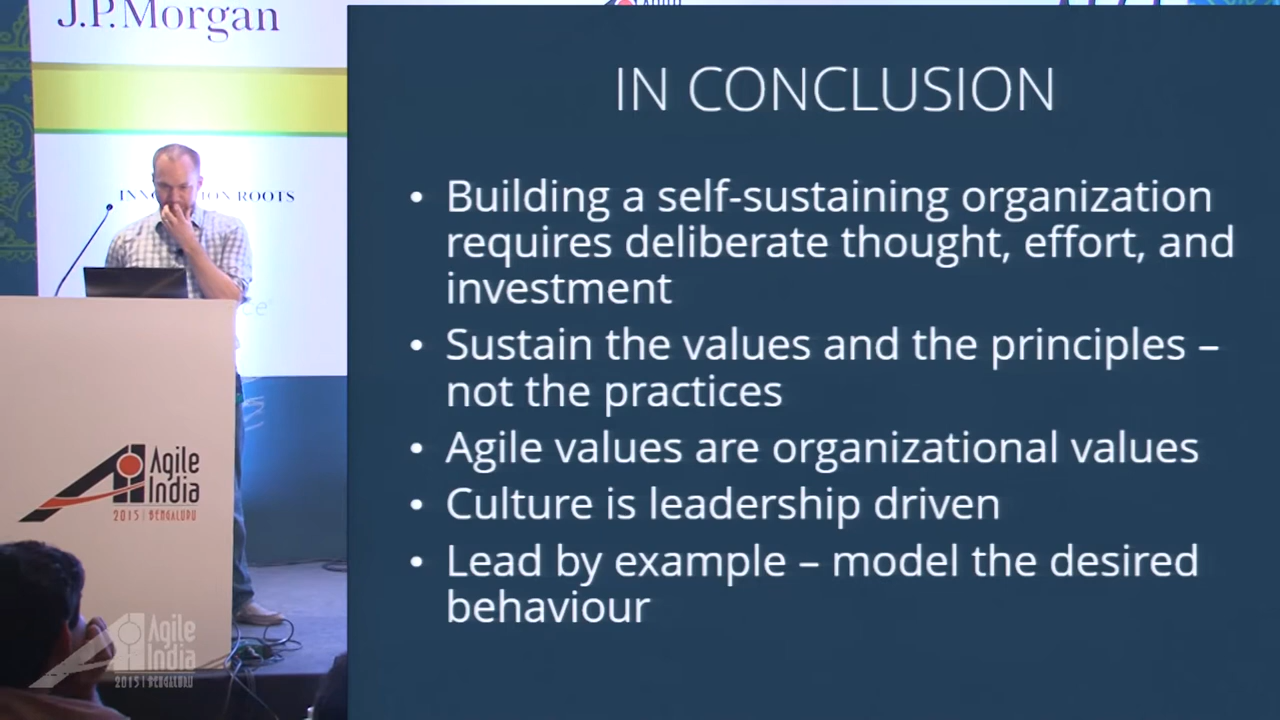 J.P.Morgan
ROOTS
Agile
India
2015 | BENGALURU
Agile
India
2015 | BENGALURU
IN CONCLUSION
• Building a self-sustaining organization
requires deliberate thought, effort, and
investment
• Sustain the values and the principles –
not the practices
• Agile values are organizational values
• Culture is leadership driven
• Lead by example – model the desired
behaviour